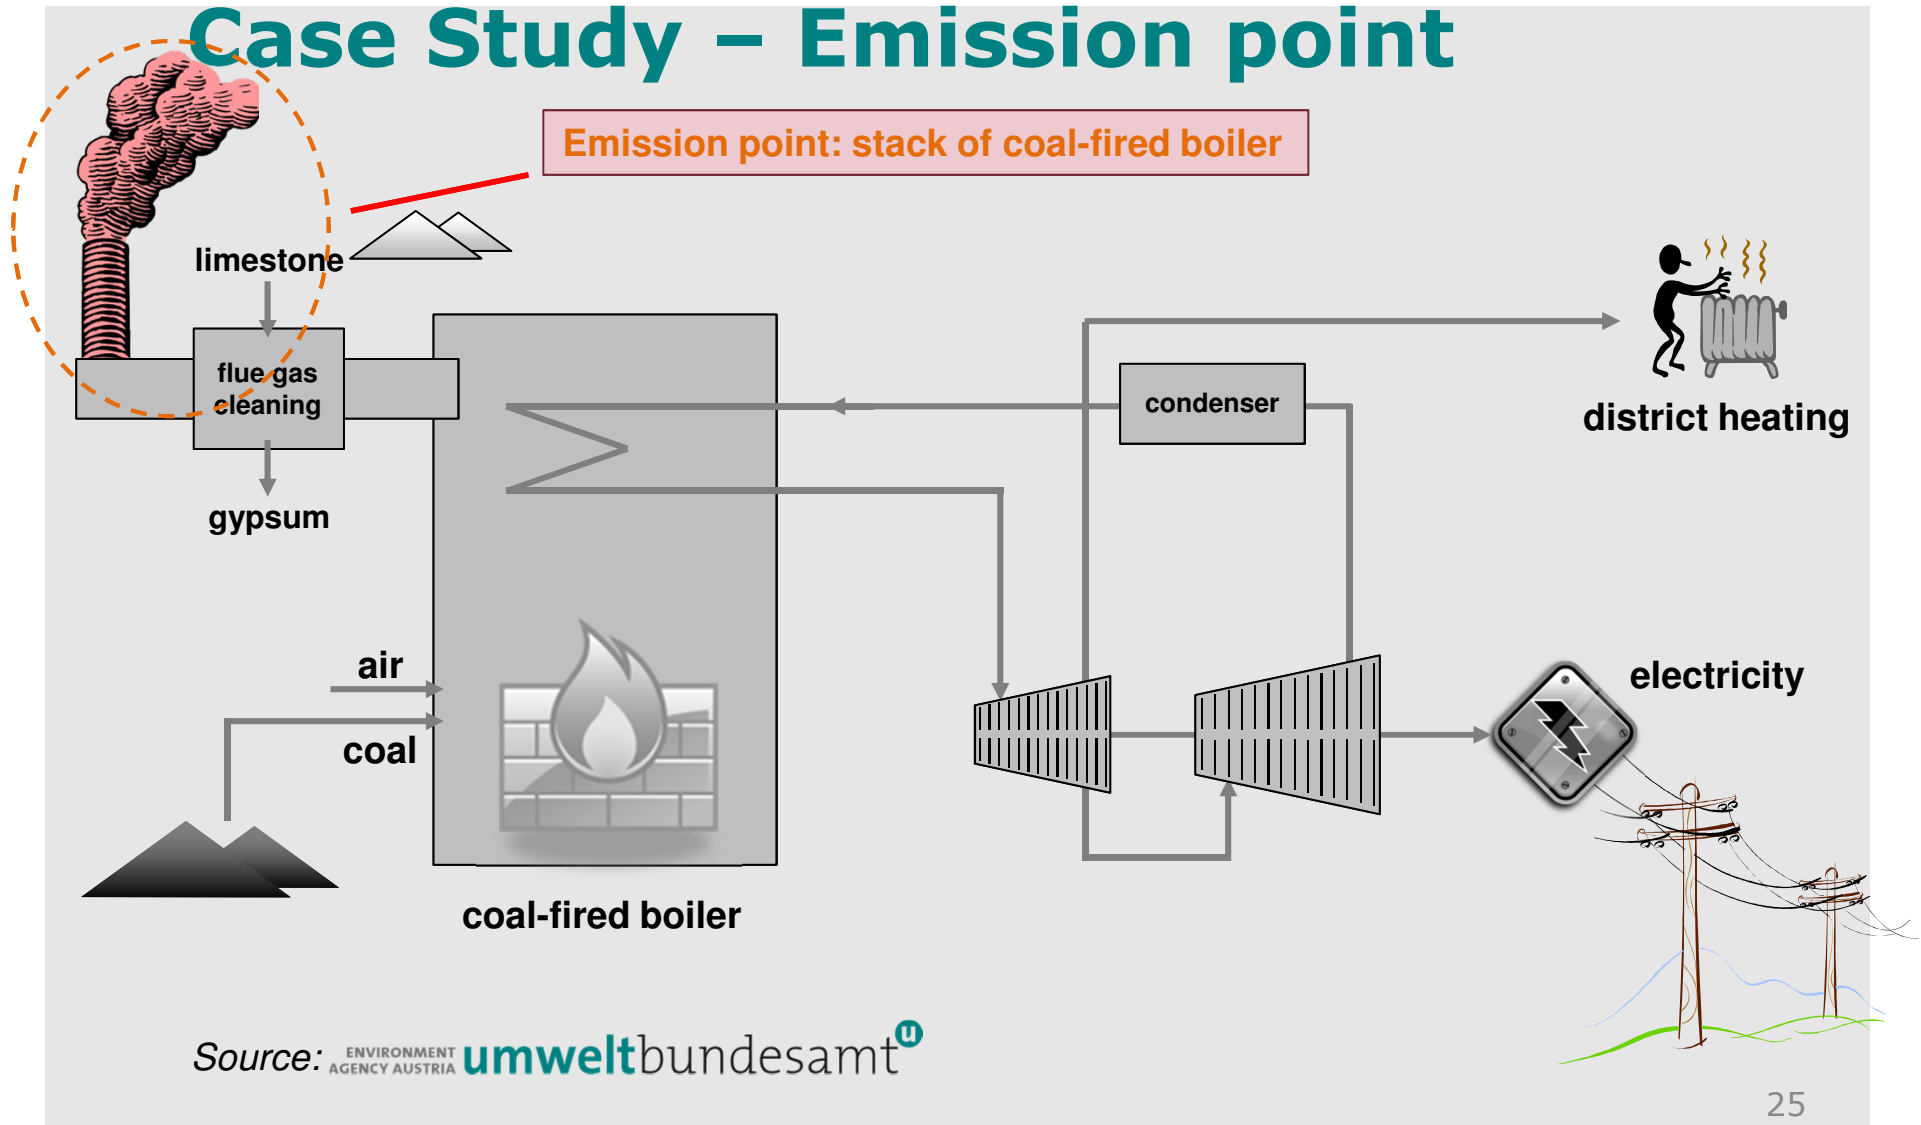 Case Study – Emission point
Emission point: stack of coal-fired boiler
limestone
flue gas
cleaning
condenser
district heating
gypsum
air
electricity
coal
coal-fired boiler
Source: ENVIRONMENT AGENCY AUSTRIA umweltbundesamt u
25